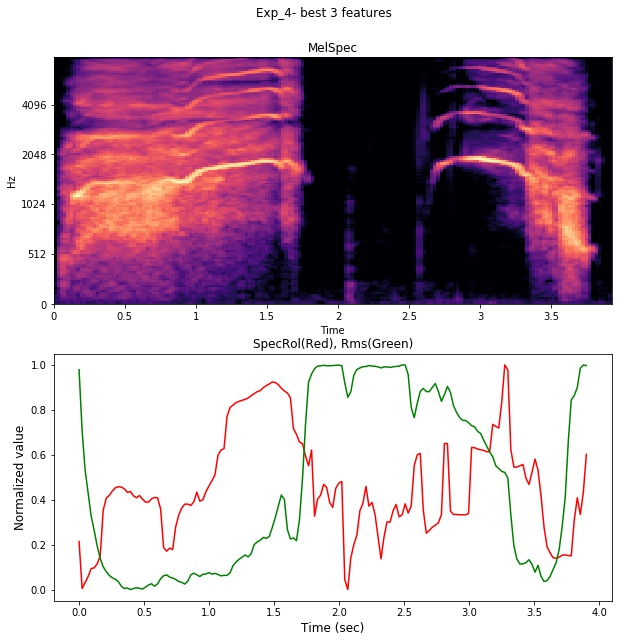 Exp_4- best 3 features
MelSpec
4096
2048
1024
512
0
Hz
0 0.5 1 1.5 2 2.5 3 3.5
Time
SpecRol(Red), Rms(Green)
1.0
0.8
0.6
0.4
0.2
0.0
Normalized value
0.0 0.5 1.0 1.5 2.0 2.5 3.0 3.5 4.0
Time (sec)